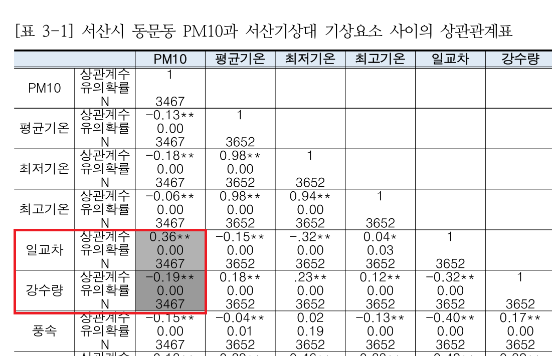 [표 3-1] 서산시 동문동 PM10과 서산기상대 기상요소 사이의 상관관계표
PM10 평균기온 최저기온 최고기온 일교차 강수량
PM10 상관계수 1
유의확률
N 3467
평균기온 상관계수 -0.13** 1
유의확률 0.00
N 3467 3652
최저기온 상관계수 -0.18** 0.98** 1
유의확률 0.00 0.00
N 3467 3652 3652
최고기온 상관계수 -0.06** 0.98** 0.94** 1
유의확률 0.00 0.00 0.00
N 3467 3652 3652 3652
일교차 상관계수 0.36** -0.15** -.32** 0.04* 1
유의확률 0.00 0.00 0.00 0.03
N 3467 3652 3652 3652 3652
강수량 상관계수 -0.19** 0.18** .23** 0.12** -0.32** 1
유의확률 0.00 0.00 0.00 0.00 0.00
N 3467 3652 3652 3652 3652 3652
풍속 상관계수 -0.15** -0.04** 0.02 -0.13** -0.40** 0.17**
유의확률 0.00 0.01 0.19 0.00 0.00 0.00
N 3467 3652 3652 3652 3652 3652